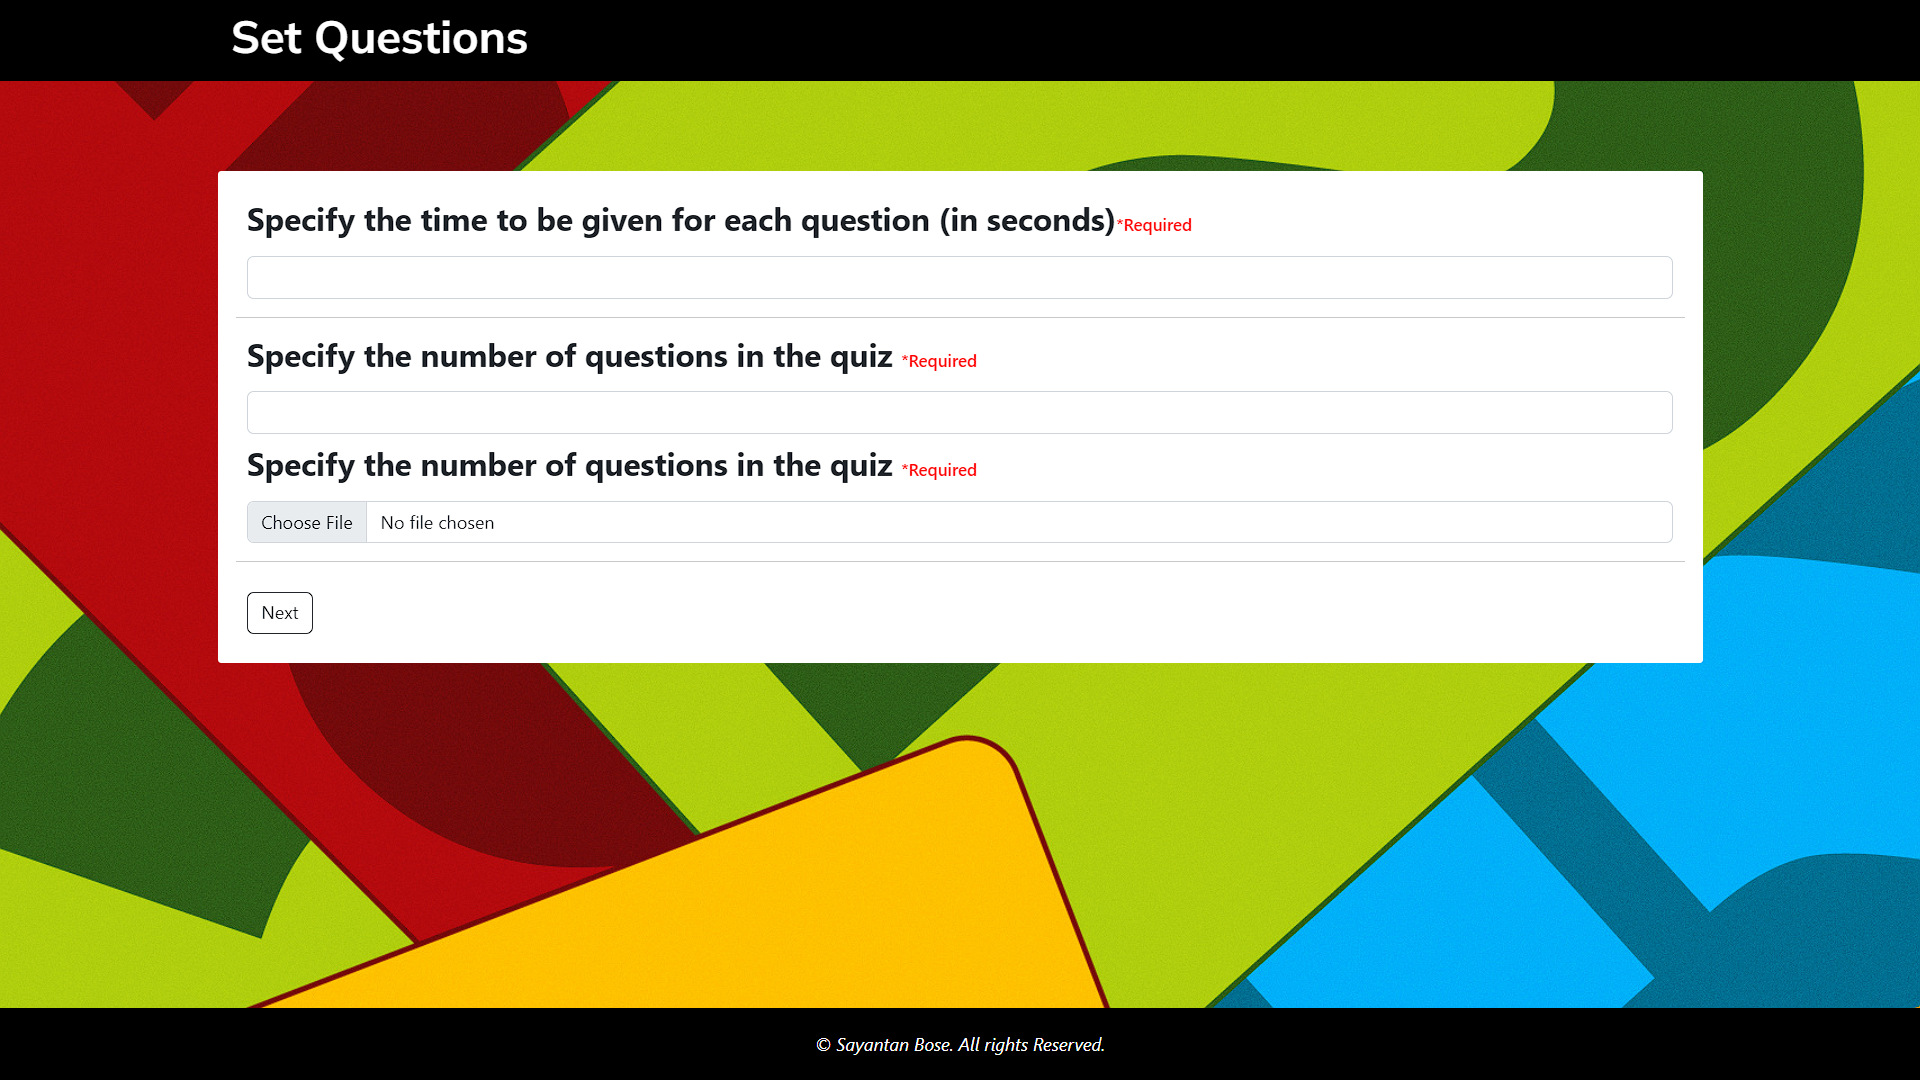 Set Questions
Specify the time to be given for each question (in seconds)*Required
Specify the number of questions in the quiz *Required
Specify the number of questions in the quiz *Required
Choose File No file chosen
Next
© Sayantan Bose. All rights Reserved.